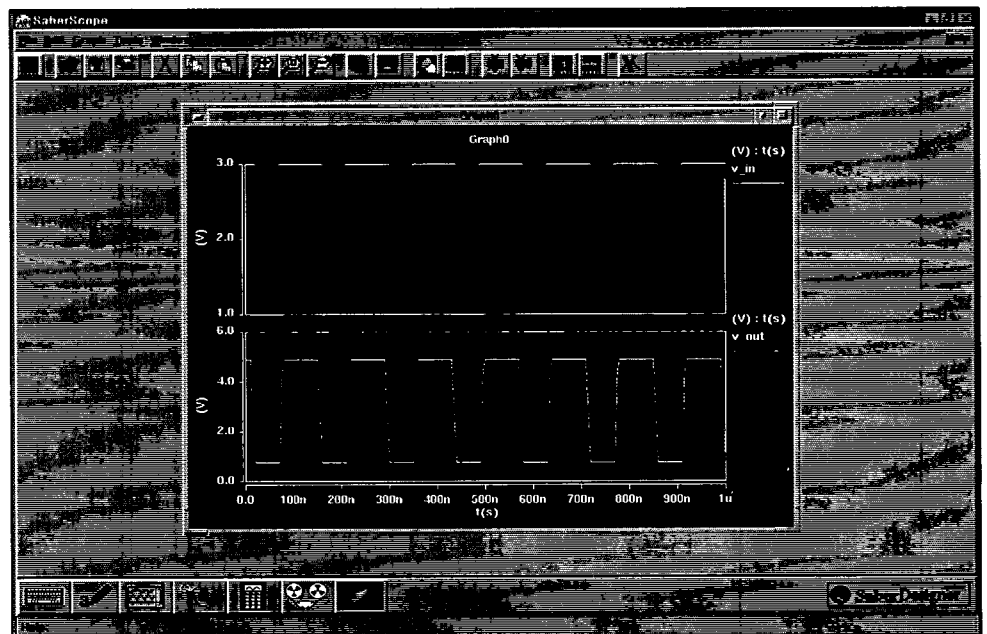 SaberScope
Graph0
(V) : t(s)
v_in
3.0
2.0
1.0
(V)
(V) : t(s)
v_out
6.0
4.0
2.0
0.0
(V)
0.0 100n 200n 300n 400n 500n 600n 700n 800n 900n 1u
t(s)
SaberDesigner